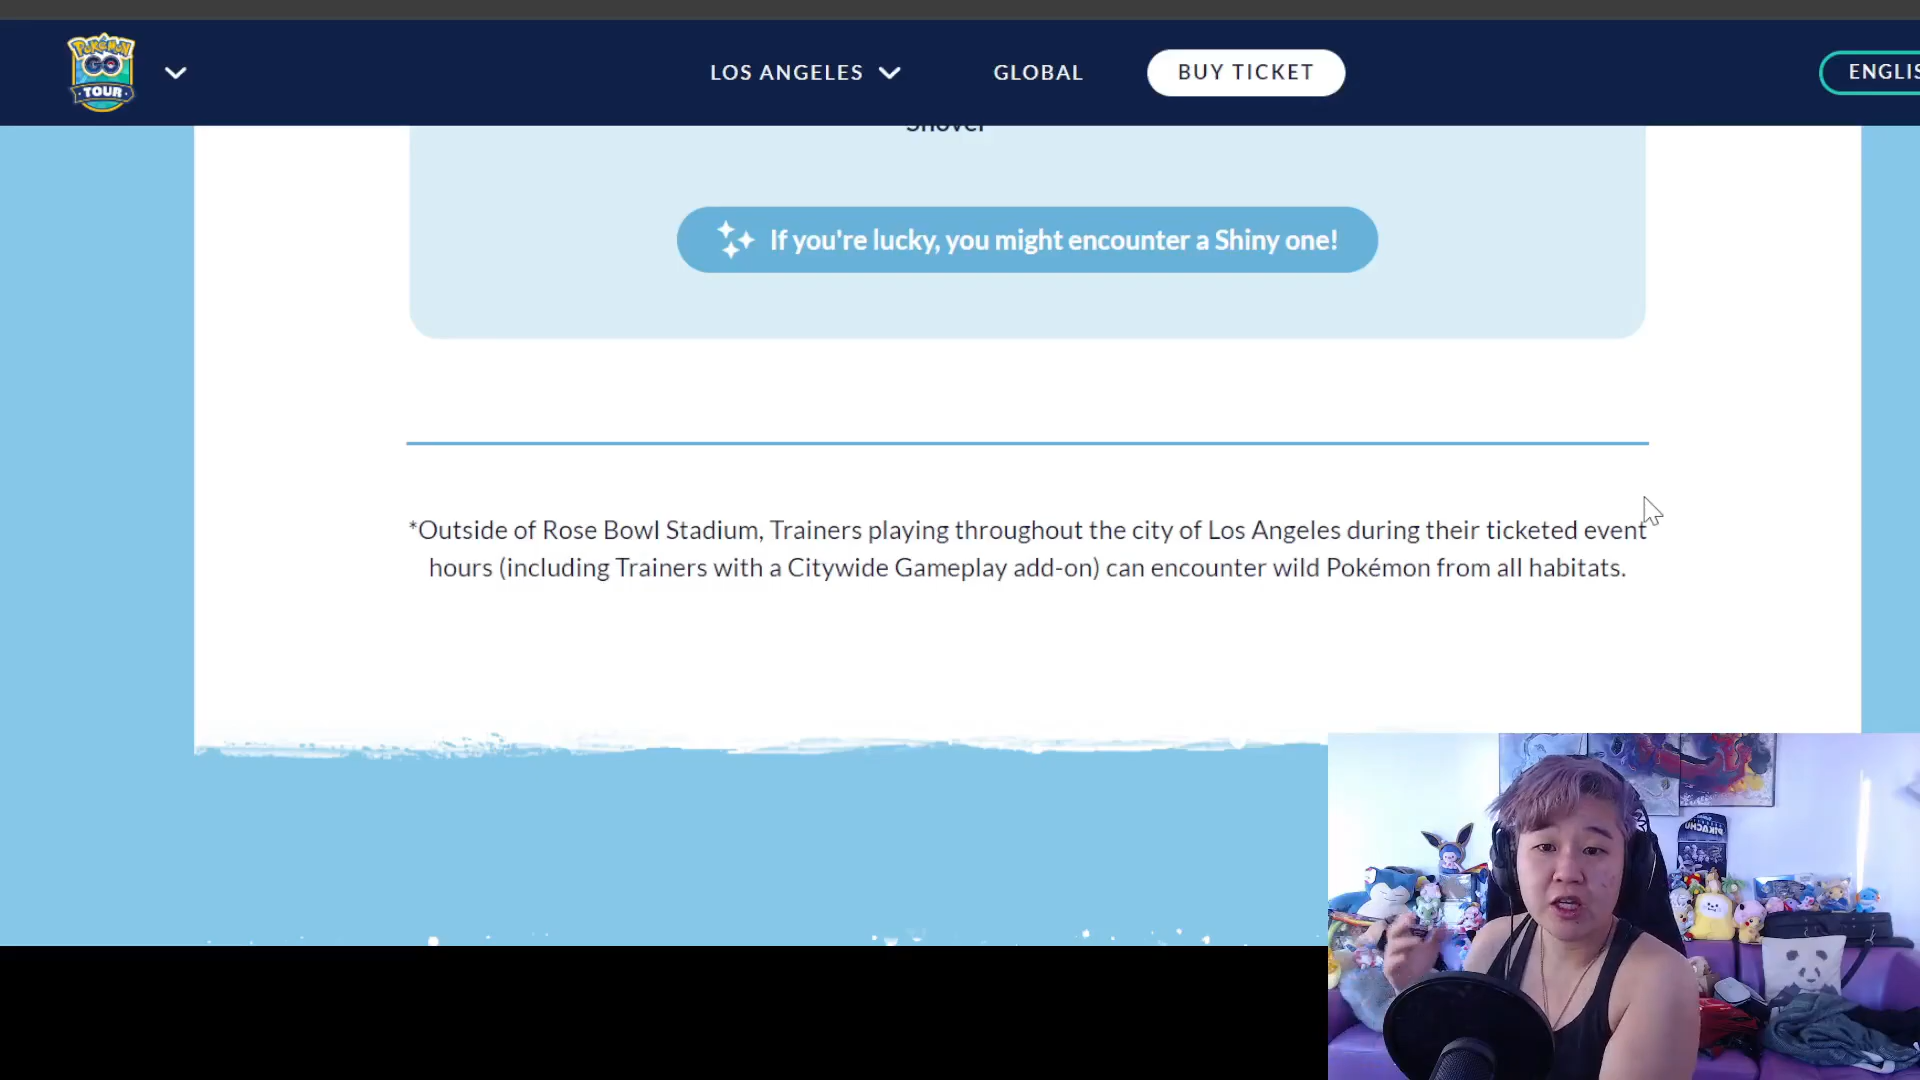 Pokémon
GO
TOUR
LOS ANGELES
GLOBAL
BUY TICKET
ENGLIS
Snover
If you're lucky, you might encounter a Shiny one!
*Outside of Rose Bowl Stadium, Trainers playing throughout the city of Los Angeles during their ticketed event
hours (including Trainers with a Citywide Gameplay add-on) can encounter wild Pokémon from all habitats.
PIKACHU